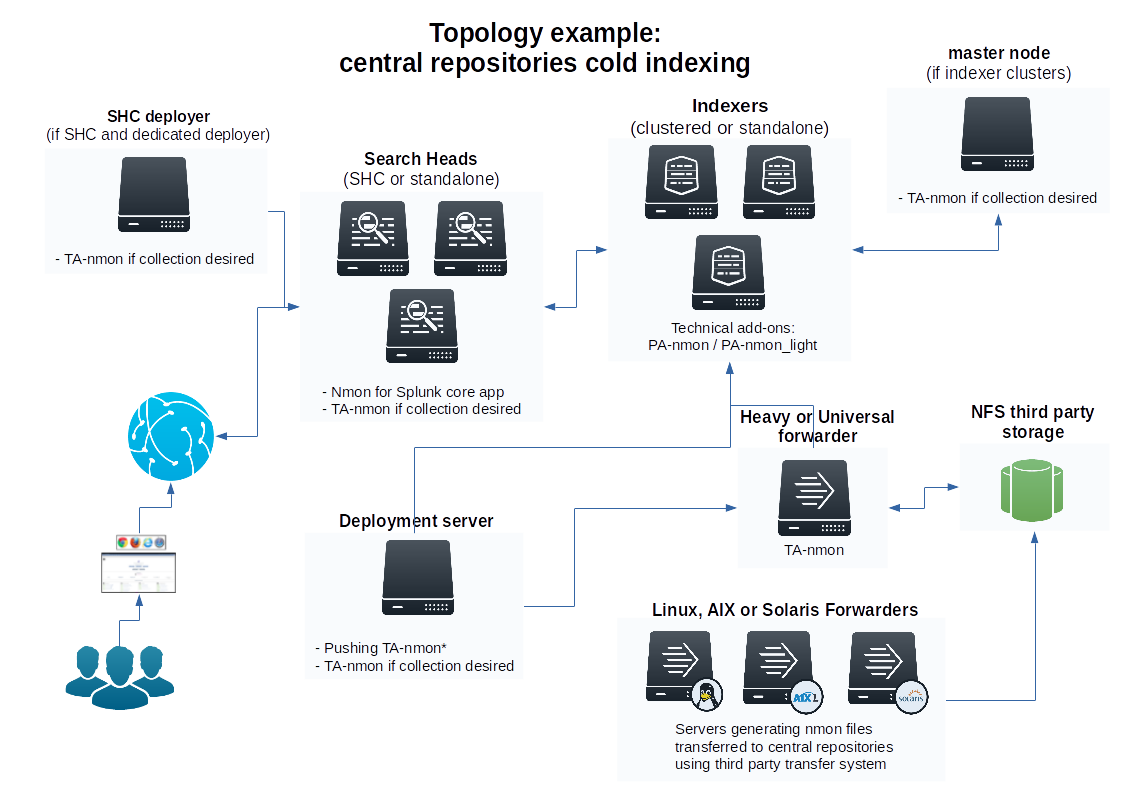 Topology example:
central repositories cold indexing
master node
(if indexer clusters)
- TA-nmon if collection desired
SHC deployer
(if SHC and dedicated deployer)
- TA-nmon if collection desired
Search Heads
(SHC or standalone)
- Nmon for Splunk core app
- TA-nmon if collection desired
Indexers
(clustered or standalone)
Technical add-ons:
PA-nmon / PA-nmon_light
Heavy or Universal
forwarder
TA-nmon
NFS third party
storage
Deployment server
- Pushing TA-nmon*
- TA-nmon if collection desired
Linux, AIX or Solaris Forwarders
AIX
solaris
Servers generating nmon files
transferred to central repositories
using third party transfer system